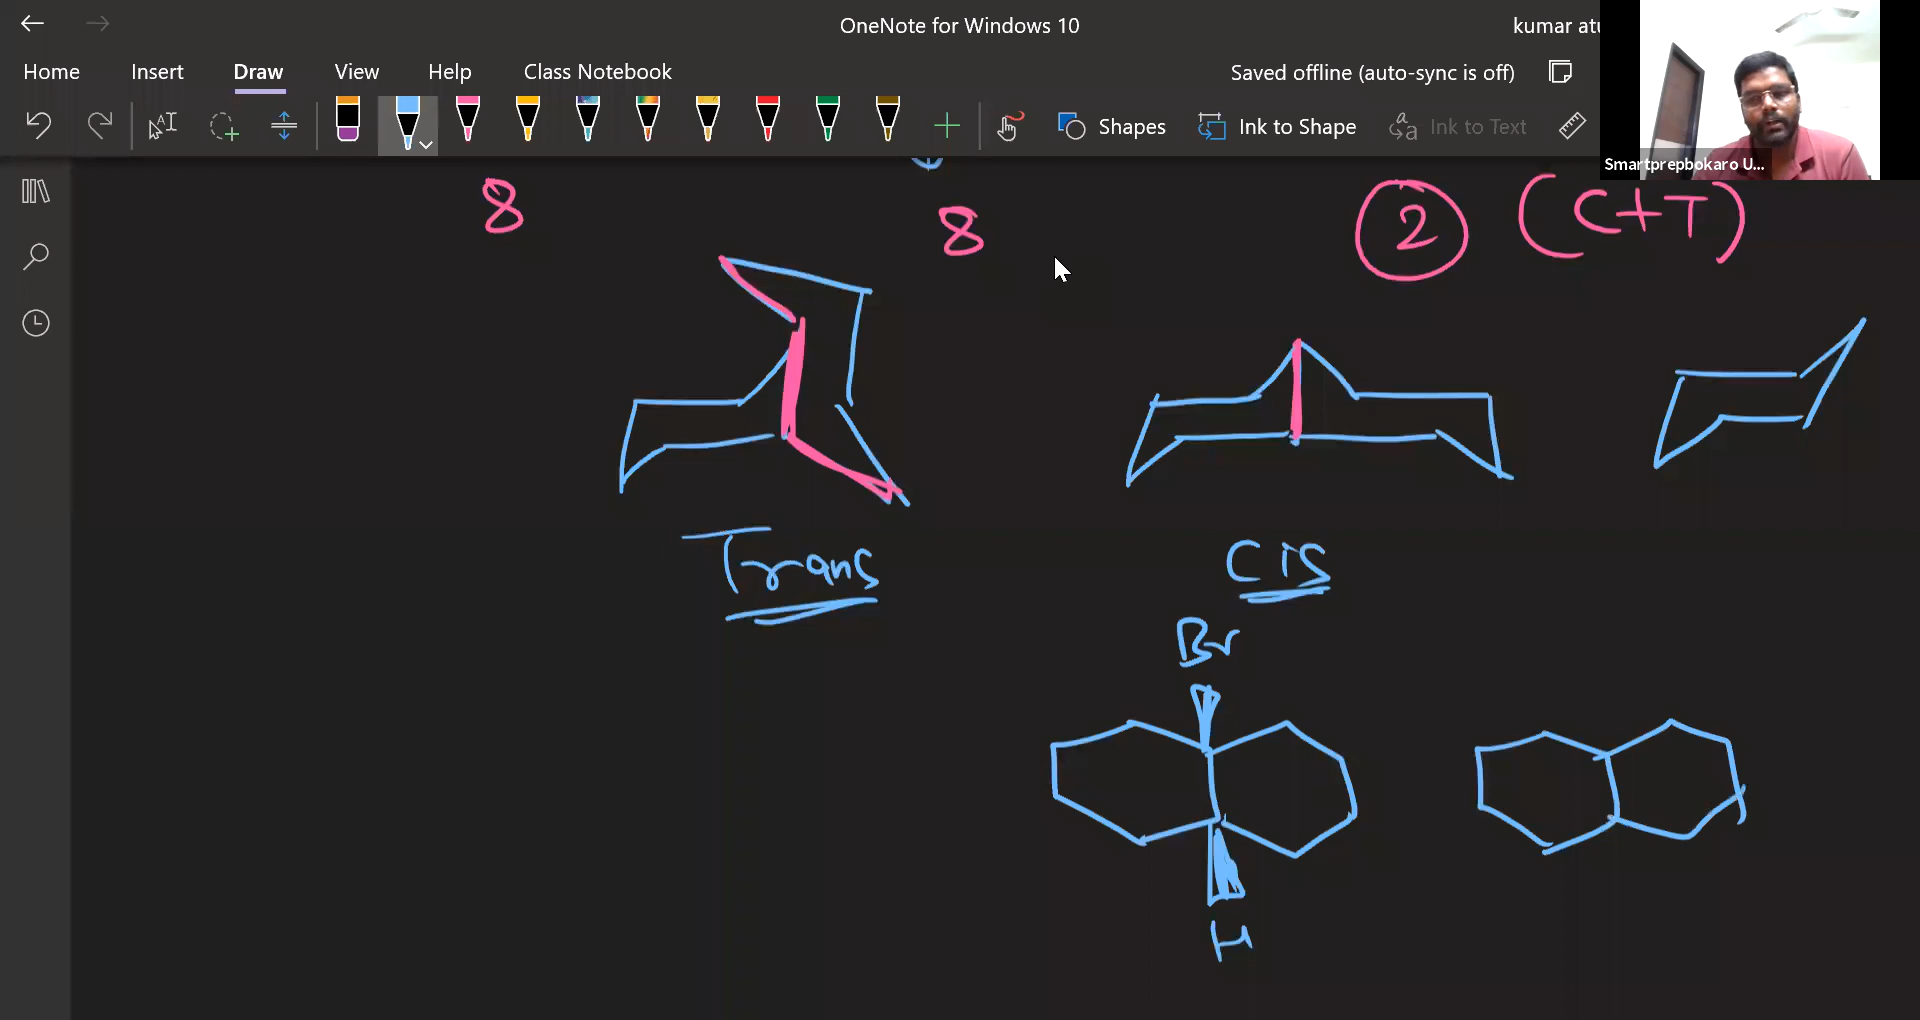 OneNote for Windows 10
kumar atu
Home Insert Draw View Help Class Notebook
Saved offline (auto-sync is off)
Shapes Ink to Shape Ink to Text
Smartprepbokaro U...
8 8 2 (C+T)
Trans
Cis
Br
H